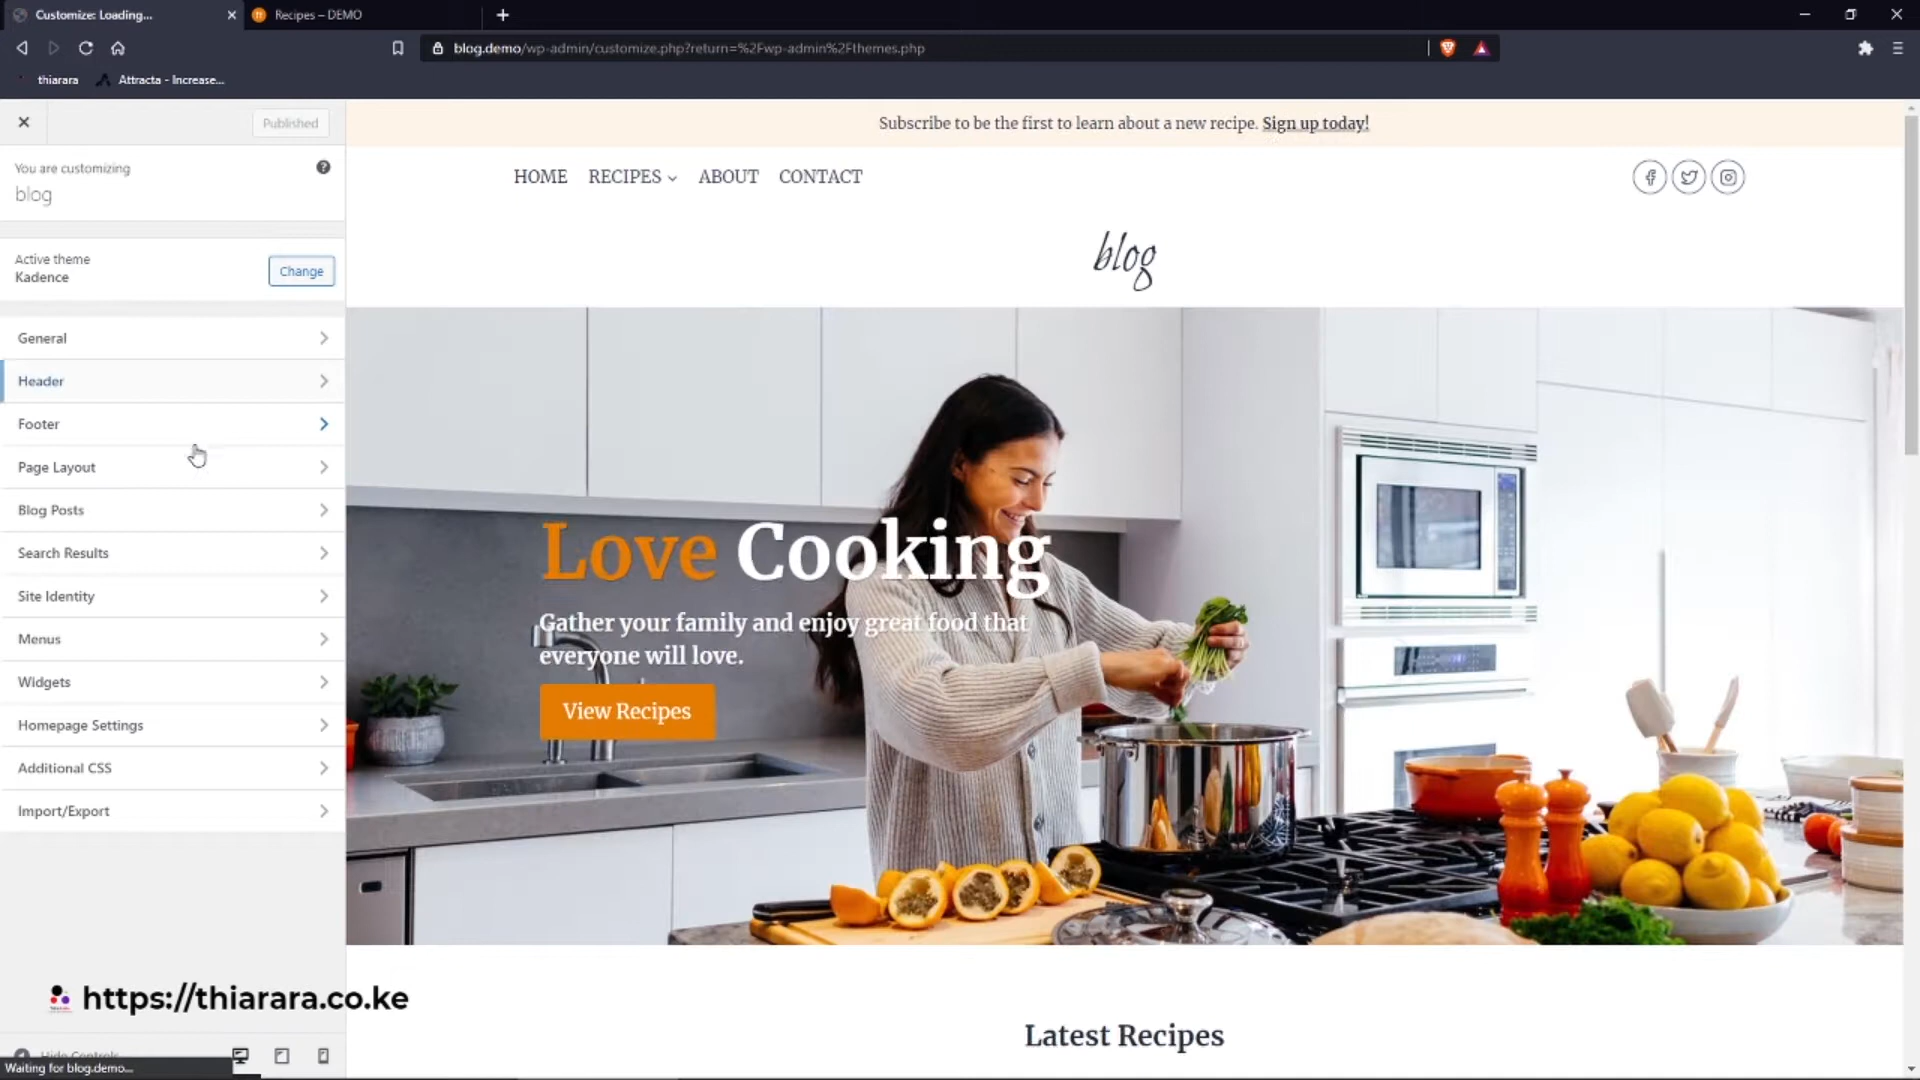 Customize: Loading...
Recipes – DEMO
blog.demo/wp-admin/customize.php?return=%2Fwp-admin%2Fthemes.php
thiarara
Attracta - Increase...
Published
You are customizing
blog
Active theme
Kadence
Change
General
Header
Footer
Page Layout
Blog Posts
Search Results
Site Identity
Menus
Widgets
Homepage Settings
Additional CSS
Import/Export
https://thiarara.co.ke
Hide Controls
Waiting for blog.demo...
Subscribe to be the first to learn about a new recipe. Sign up today!
HOME RECIPES ABOUT CONTACT
blog
Love Cooking
Gather your family and enjoy great food that
everyone will love.
View Recipes
Latest Recipes